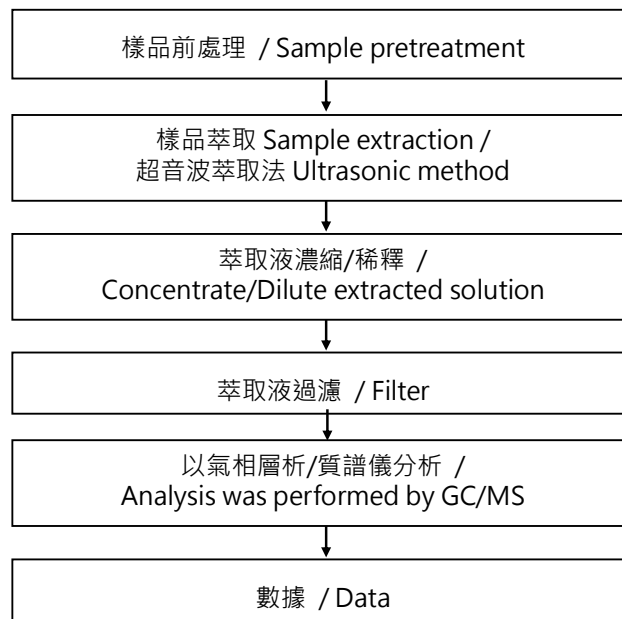 樣品前處理 / Sample pretreatment
樣品萃取 Sample extraction /
超音波萃取法 Ultrasonic method
萃取液濃縮/稀釋 /
Concentrate/Dilute extracted solution
萃取液過濾 / Filter
以氣相層析/質譜儀分析 /
Analysis was performed by GC/MS
數據 / Data